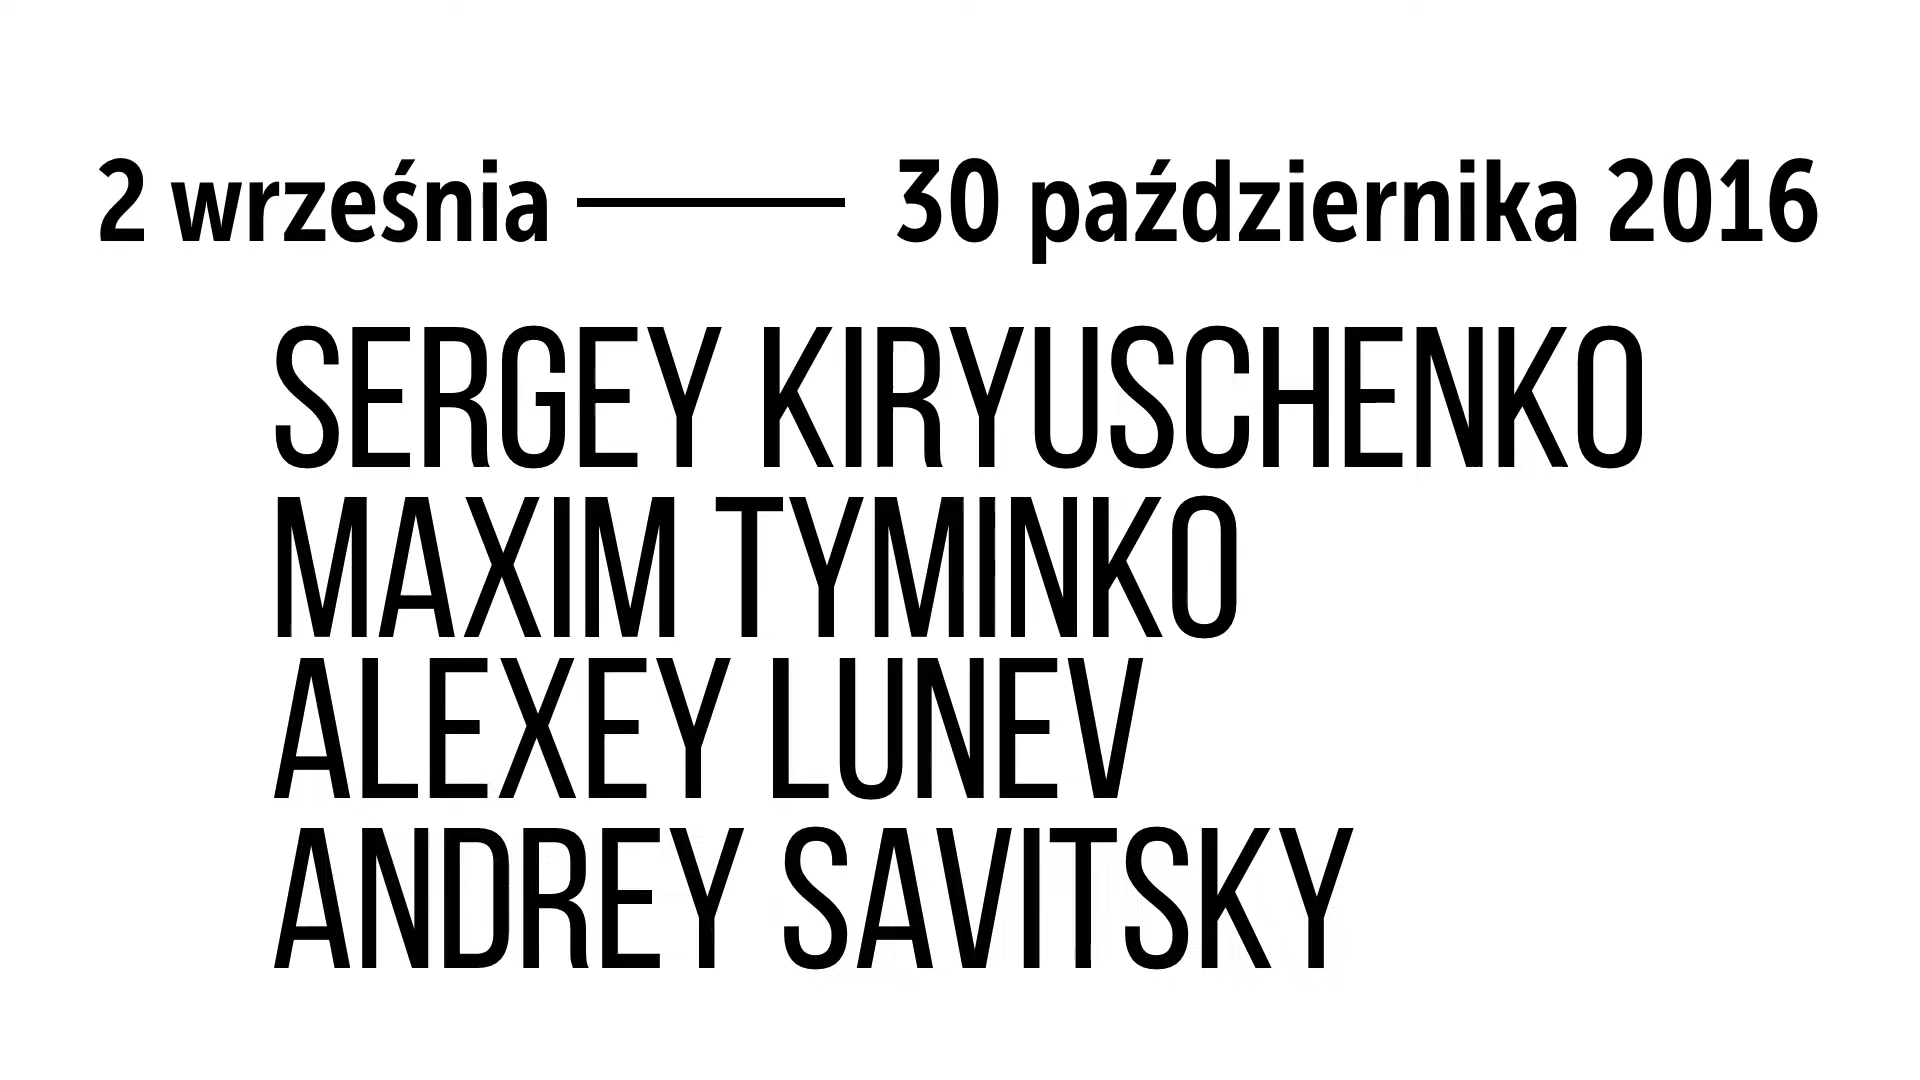 2 września — 30 października 2016
SERGEY KIRYUSCHENKO
MAXIM TYMINKO
ALEXEY LUNEV
ANDREY SAVITSKY